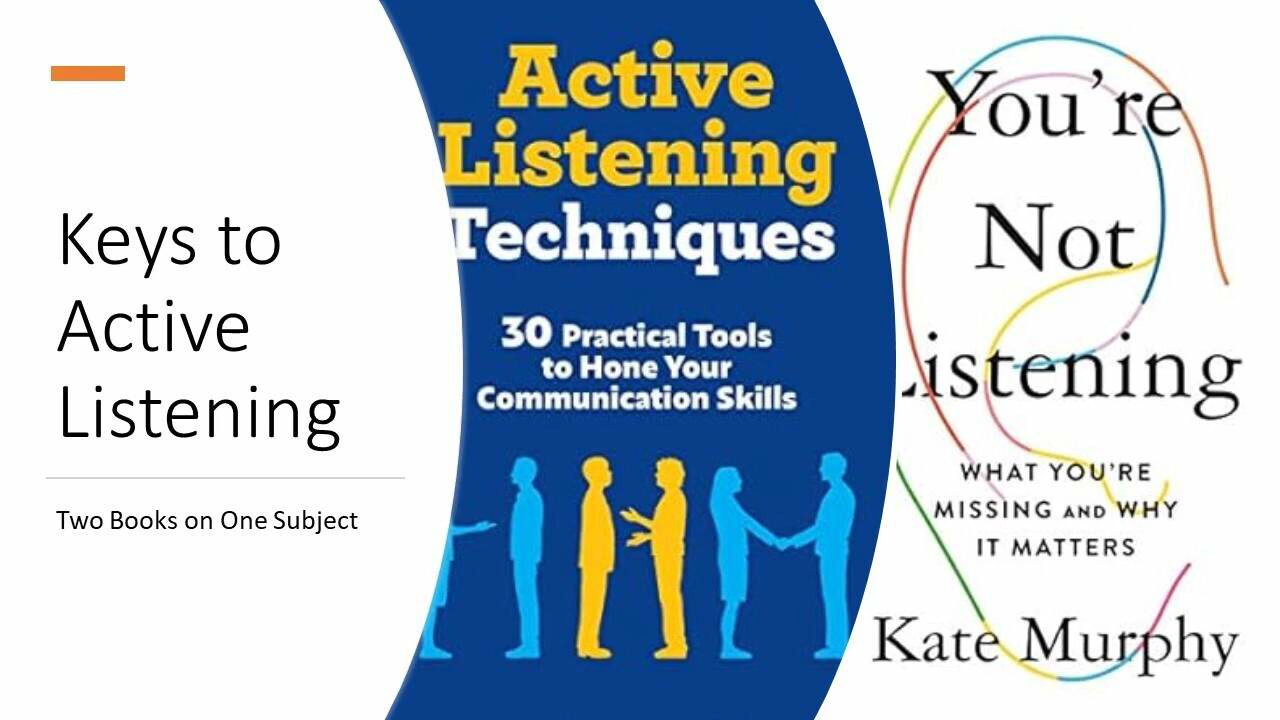 Keys to
Active
Listening
Two Books on One Subject
Active
Listening
Techniques
30 Practical Tools
to Hone Your
Communication Skills
You're
Not
Listening
WHAT YOU'RE
MISSING AND WHY
IT MATTERS
Kate Murphy